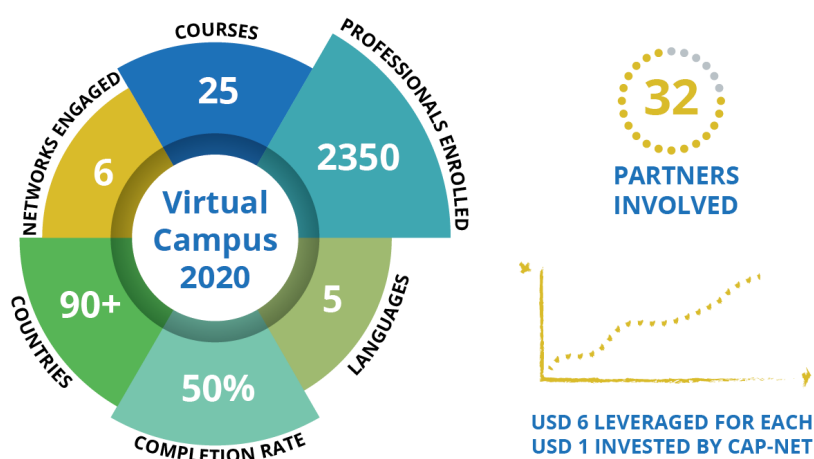 COURSES
25
PROFESSIONALS ENROLLED
2350
NETWORKS ENGAGED
6
Virtual
Campus
2020
90+
COUNTRIES
5
LANGUAGES
50%
COMPLETION RATE
32
PARTNERS
INVOLVED
USD 6 LEVERAGED FOR EACH
USD 1 INVESTED BY CAP-NET